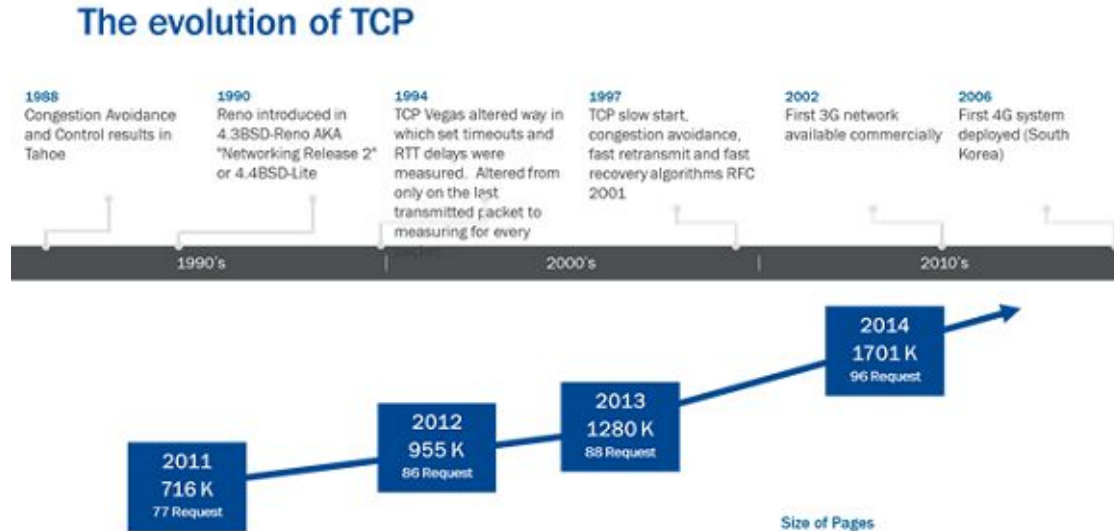 The evolution of TCP
1988
Congestion Avoidance
and Control results in
Tahoe
1990
Reno introduced in
4.3BSD-Reno AKA
"Networking Release 2"
or 4.4BSD-Lite
1994
TCP Vegas altered way in
which set timeouts and
RTT delays were
measured. Altered from
only on the last
transmitted packet to
measuring for every
1997
TCP slow start,
congestion avoidance,
fast retransmit and fast
recovery algorithms RFC
2001
2002
First 3G network
available commercially
2006
First 4G system
deployed (South
Korea)
1990's | 2000's | 2010's
2011
716 K
77 Request
2012
955 K
86 Request
2013
1280 K
88 Request
2014
1701 K
96 Request
Size of Pages